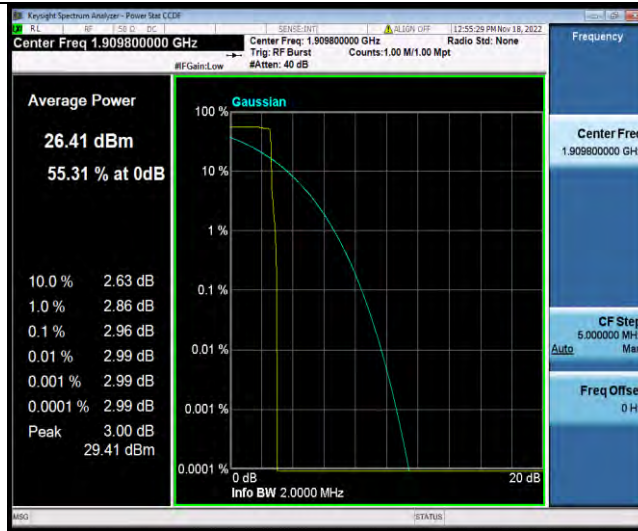 Keysight Spectrum Analyzer - Power Stat CCDF
RL RF 50 Ω DC SENSE:INT ALIGN OFF 12:55:29 PM Nov 18, 2022
Center Freq 1.909800000 GHz
Center Freq: 1.909800000 GHz Radio Std: None
Trig: RF Burst Counts:1.00 M/1.00 Mpt
#IFGain:Low #Atten: 40 dB
Frequency
Average Power
26.41 dBm
55.31 % at 0dB
10.0 % 2.63 dB
1.0 % 2.86 dB
0.1 % 2.96 dB
0.01 % 2.99 dB
0.001 % 2.99 dB
0.0001 % 2.99 dB
Peak 3.00 dB
29.41 dBm
Gaussian
100 %
10 %
1 %
0.1 %
0.01 %
0.001 %
0.0001 %
0 dB 20 dB
Info BW 2.0000 MHz
Center Freq
1.909800000 GH
CF Step
5.000000 MH
Auto Ma
Freq Offse
0 H
MSG STATUS